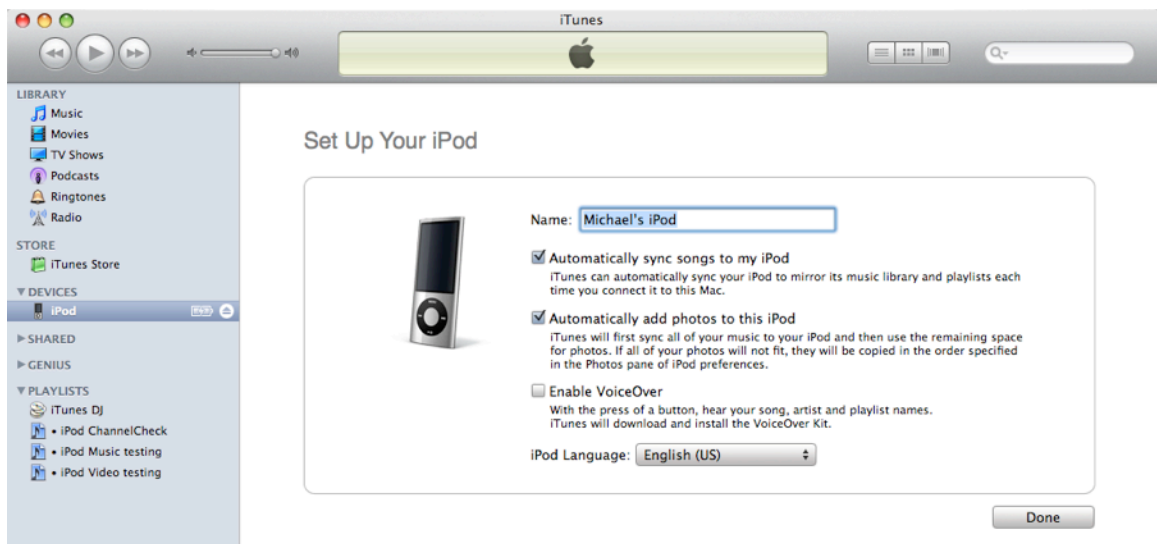 iTunes
LIBRARY
Music
Movies
TV Shows
Podcasts
Ringtones
Radio
STORE
iTunes Store
DEVICES
iPod
SHARED
GENIUS
PLAYLISTS
iTunes DJ
• iPod ChannelCheck
• iPod Music testing
• iPod Video testing
Set Up Your iPod
Name: Michael's iPod
Automatically sync songs to my iPod
iTunes can automatically sync your iPod to mirror its music library and playlists each
time you connect it to this Mac.
Automatically add photos to this iPod
iTunes will first sync all of your music to your iPod and then use the remaining space
for photos. If all of your photos will not fit, they will be copied in the order specified
in the Photos pane of iPod preferences.
Enable VoiceOver
With the press of a button, hear your song, artist and playlist names.
iTunes will download and install the VoiceOver Kit.
iPod Language: English (US)
Done